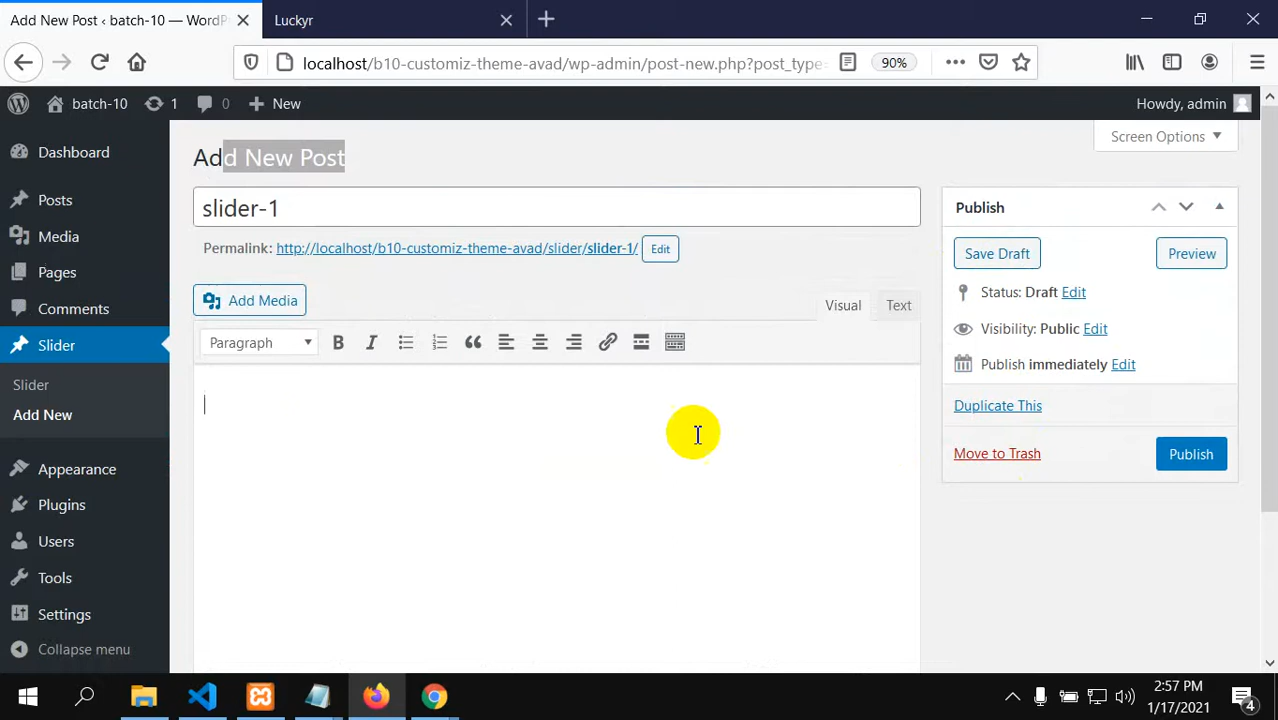 Add New Post ‹ batch-10 — WordP
Luckyr
localhost/b10-customiz-theme-avad/wp-admin/post-new.php?post_type=
90%
batch-10
1
0
New
Howdy, admin
Dashboard
Posts
Media
Pages
Comments
Slider
Slider
Add New
Appearance
Plugins
Users
Tools
Settings
Collapse menu
Add New Post
Screen Options
slider-1
Permalink: http://localhost/b10-customiz-theme-avad/slider/slider-1/ Edit
Add Media
Visual
Text
Paragraph
Publish
Save Draft
Preview
Status: Draft Edit
Visibility: Public Edit
Publish immediately Edit
Duplicate This
Move to Trash
Publish
2:57 PM
1/17/2021
4